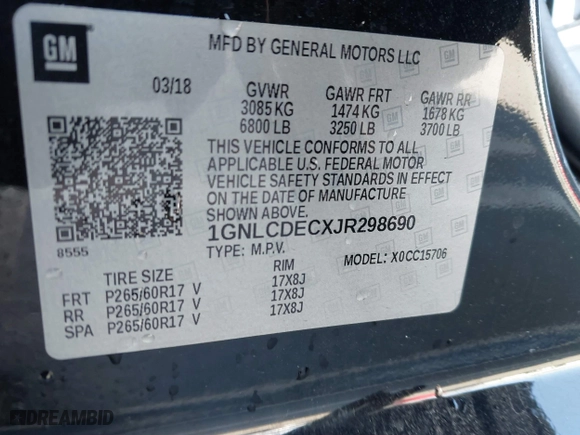 GM
MFD BY GENERAL MOTORS LLC
03/18 GVWR GAWR FRT GAWR RR
3085 KG 1474 KG 1678 KG
6800 LB 3250 LB 3700 LB
THIS VEHICLE CONFORMS TO ALL
APPLICABLE U.S. FEDERAL MOTOR
VEHICLE SAFETY STANDARDS IN EFFECT
ON THE DATE OF MANUFACTURE
SHOWN ABOVE.
1GNLCDECXJR298690
8555 TYPE: M.P.V. MODEL: X0CC15706
TIRE SIZE RIM
FRT P265/60R17 V 17X8J
RR P265/60R17 V 17X8J
SPA P265/60R17 V 17X8J
DREAMBID